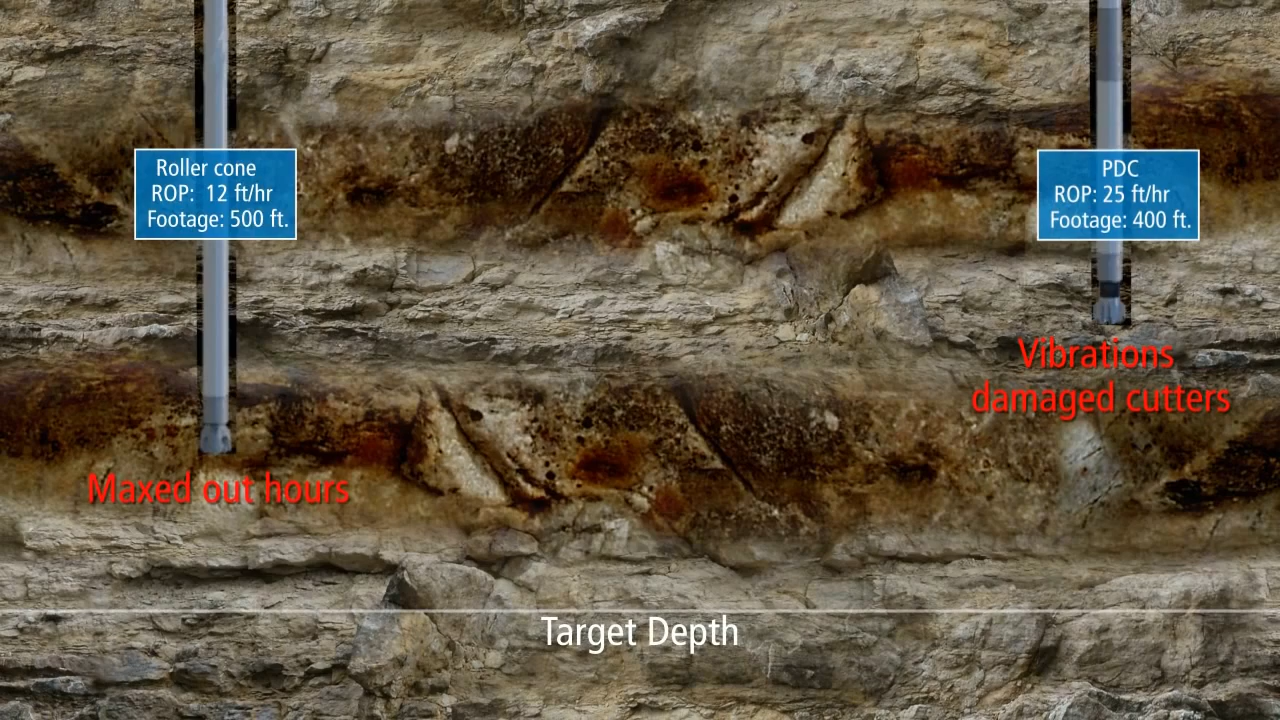 Roller cone
ROP: 12 ft/hr
Footage: 500 ft.
PDC
ROP: 25 ft/hr
Footage: 400 ft.
Vibrations
damaged cutters
Maxed out hours
Target Depth